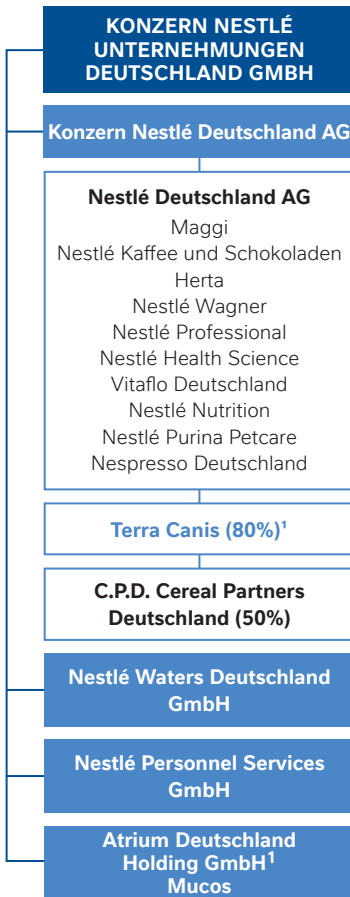 KONZERN NESTLÉ
UNTERNEHMUNGEN
DEUTSCHLAND GMBH
Konzern Nestlé Deutschland AG
Nestlé Deutschland AG
Maggi
Nestlé Kaffee und Schokoladen
Herta
Nestlé Wagner
Nestlé Professional
Nestlé Health Science
Vitaflo Deutschland
Nestlé Nutrition
Nestlé Purina Petcare
Nespresso Deutschland
Terra Canis (80%)¹
C.P.D. Cereal Partners
Deutschland (50%)
Nestlé Waters Deutschland
GmbH
Nestlé Personnel Services
GmbH
Atrium Deutschland
Holding GmbH¹
Mucos